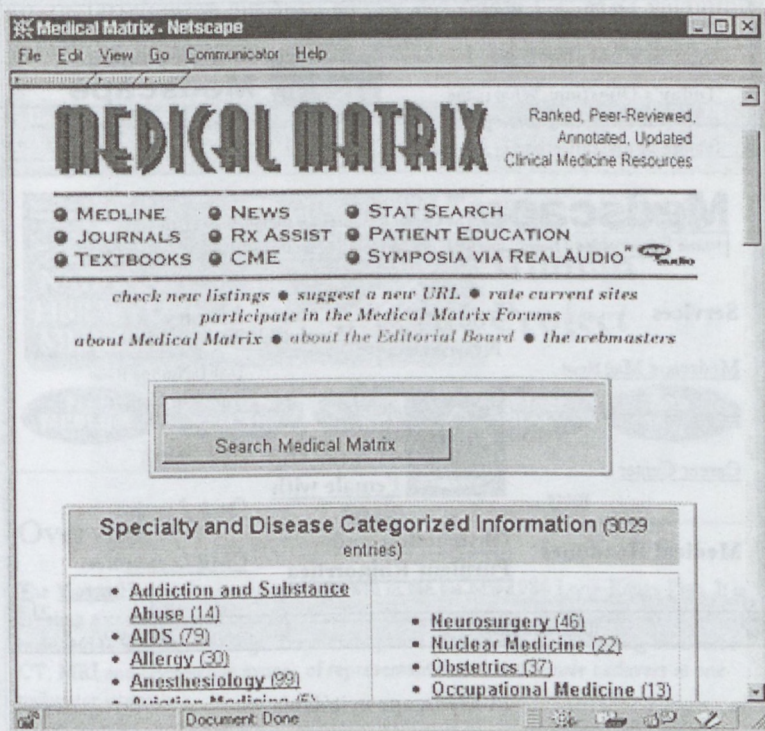 Medical Matrix - Netscape
File Edit View Go Communicator Help
MEDICAL MATRIX
Ranked, Peer-Reviewed,
Annotated, Updated
Clinical Medicine Resources
MEDLINE NEWS STAT SEARCH
JOURNALS RX ASSIST PATIENT EDUCATION
TEXTBOOKS CME SYMPOSIA VIA REALAUDIO™
check new listings ● suggest a new URL ● rate current sites
participate in the Medical Matrix Forums
about Medical Matrix ● about the Editorial Board ● the webmasters
Search Medical Matrix
Specialty and Disease Categorized Information (3029
entries)
• Addiction and Substance
Abuse (14)
• AIDS (79)
• Allergy (30)
• Anesthesiology (99)
• Aviation Medicine (5)
• Neurosurgery (46)
• Nuclear Medicine (22)
• Obstetrics (37)
• Occupational Medicine (13)
Document: Done